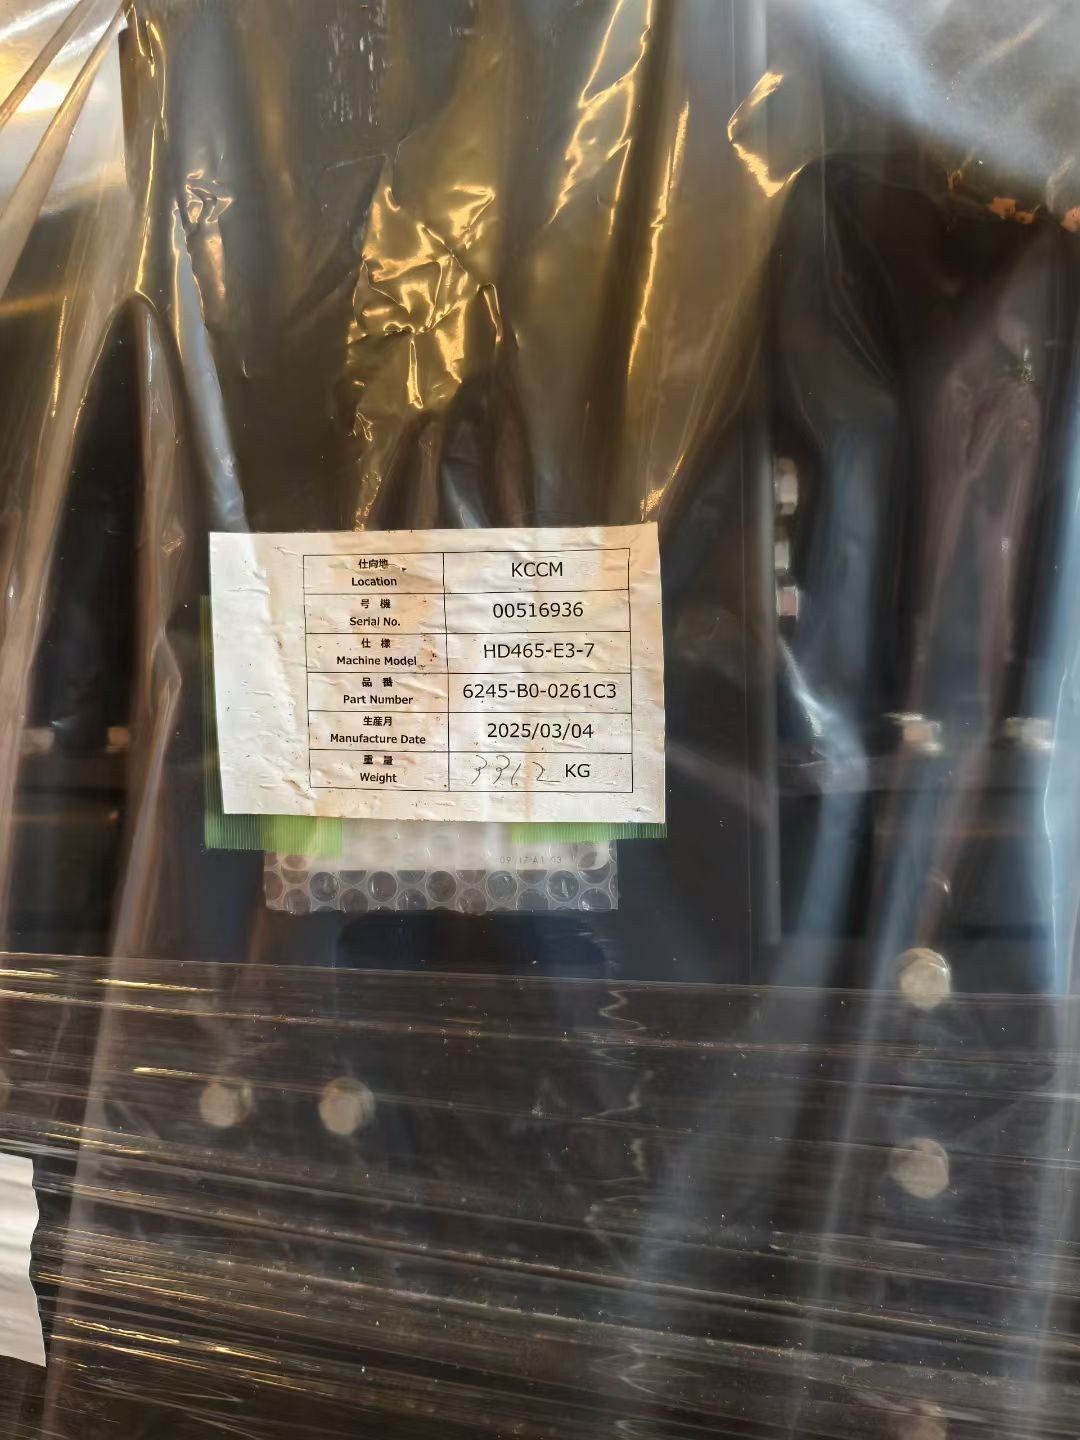 仕向地
Location
KCCM
号 機
Serial No.
00516936
仕 様
Machine Model
HD465-E3-7
品 番
Part Number
6245-B0-0261C3
生産月
Manufacture Date
2025/03/04
重 量
Weight
3312 KG